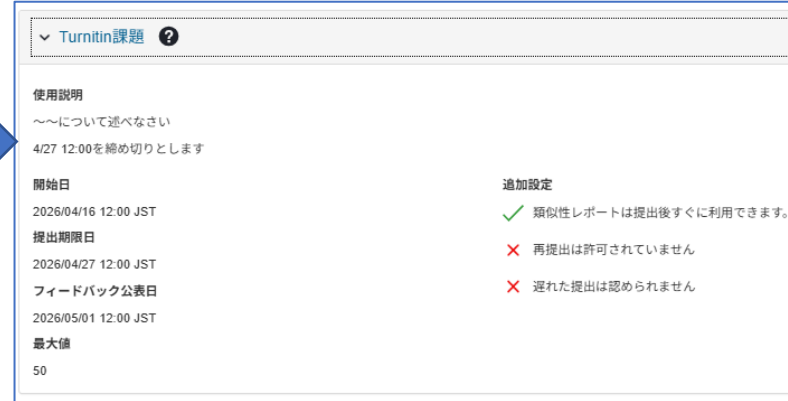 Turnitin課題 ?
使用説明
～～について述べなさい
4/27 12:00を締め切りとします
開始日
2026/04/16 12:00 JST
提出期限日
2026/04/27 12:00 JST
フィードバック公表日
2026/05/01 12:00 JST
最大値
50
追加設定
類似性レポートは提出後すぐに利用できます。
再提出は許可されていません
遅れた提出は認められません